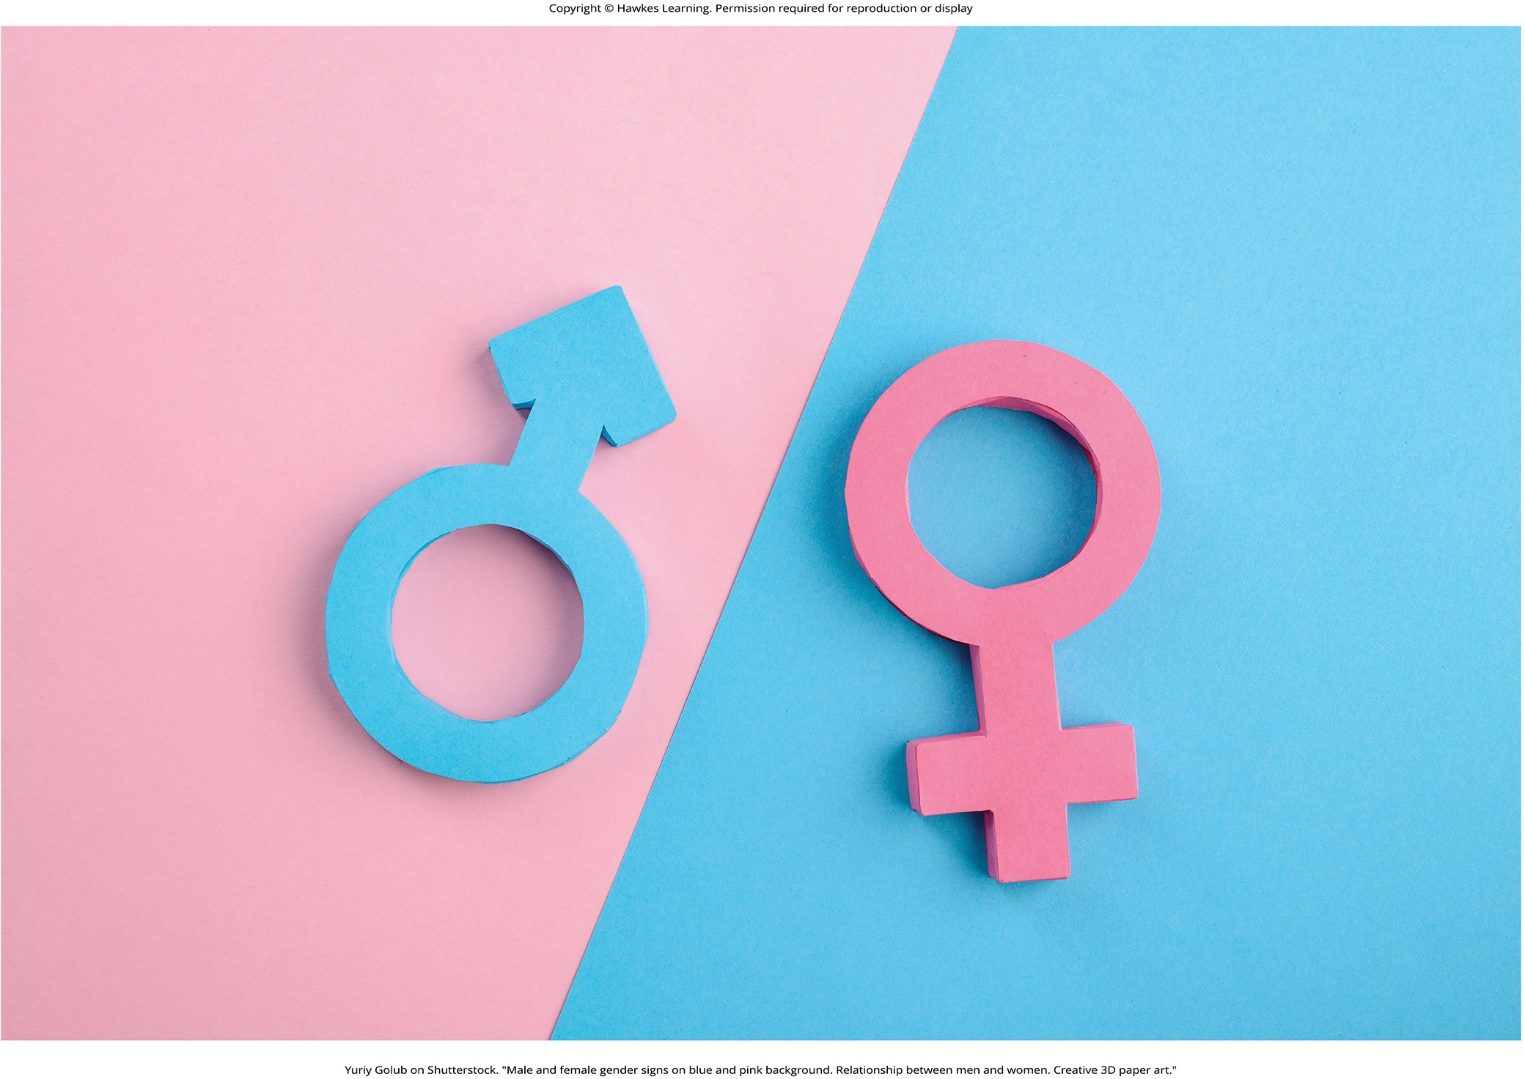 Copyright © Hawkes Learning. Permission required for reproduction or display
Yuriy Golub on Shutterstock. "Male and female gender signs on blue and pink background. Relationship between men and women. Creative 3D paper art."